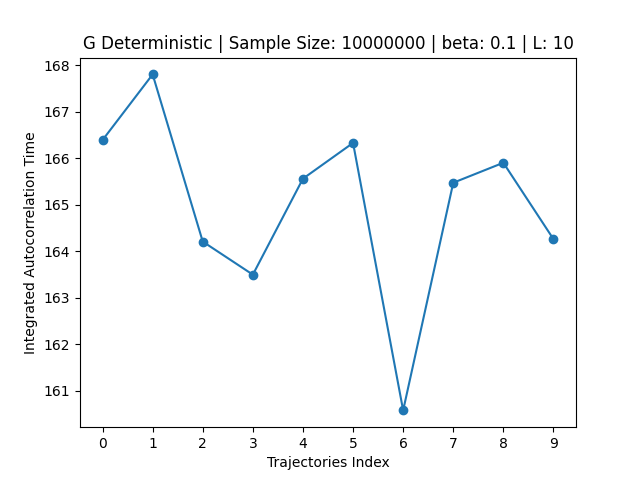 G Deterministic | Sample Size: 10000000 | beta: 0.1 | L: 10
168
167
166
165
164
163
162
161
Integrated Autocorrelation Time
0 1 2 3 4 5 6 7 8 9
Trajectories Index